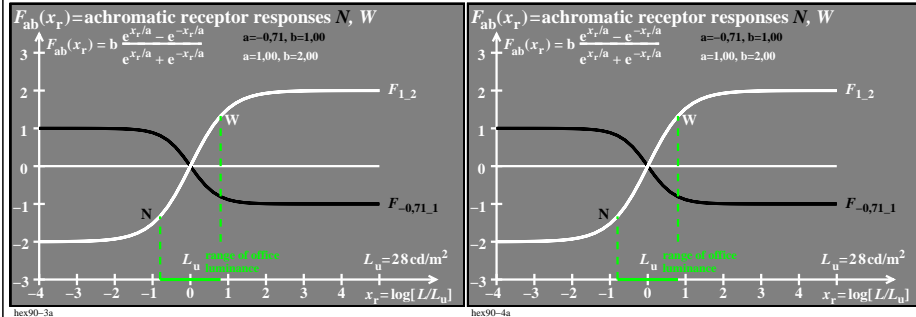 F_ab(x_r)=achromatic receptor responses N, W
F_ab(x_r) = b (e^{x_r/a} − e^{−x_r/a}) / (e^{x_r/a} + e^{−x_r/a})
a=−0,71, b=1,00
a=1,00, b=2,00
3
2
1
0
−1
−2
−3
F_1_2
W
N
F_−0,71_1
L_u
range of office
luminance
L_u=28cd/m²
−4 −3 −2 −1 0 1 2 3 4
x_r=log[L/L_u]
hex90−3a
F_ab(x_r)=achromatic receptor responses N, W
F_ab(x_r) = b (e^{x_r/a} − e^{−x_r/a}) / (e^{x_r/a} + e^{−x_r/a})
a=−0,71, b=1,00
a=1,00, b=2,00
3
2
1
0
−1
−2
−3
F_1_2
W
N
F_−0,71_1
L_u
range of office
luminance
L_u=28cd/m²
−4 −3 −2 −1 0 1 2 3 4
x_r=log[L/L_u]
hex90−4a